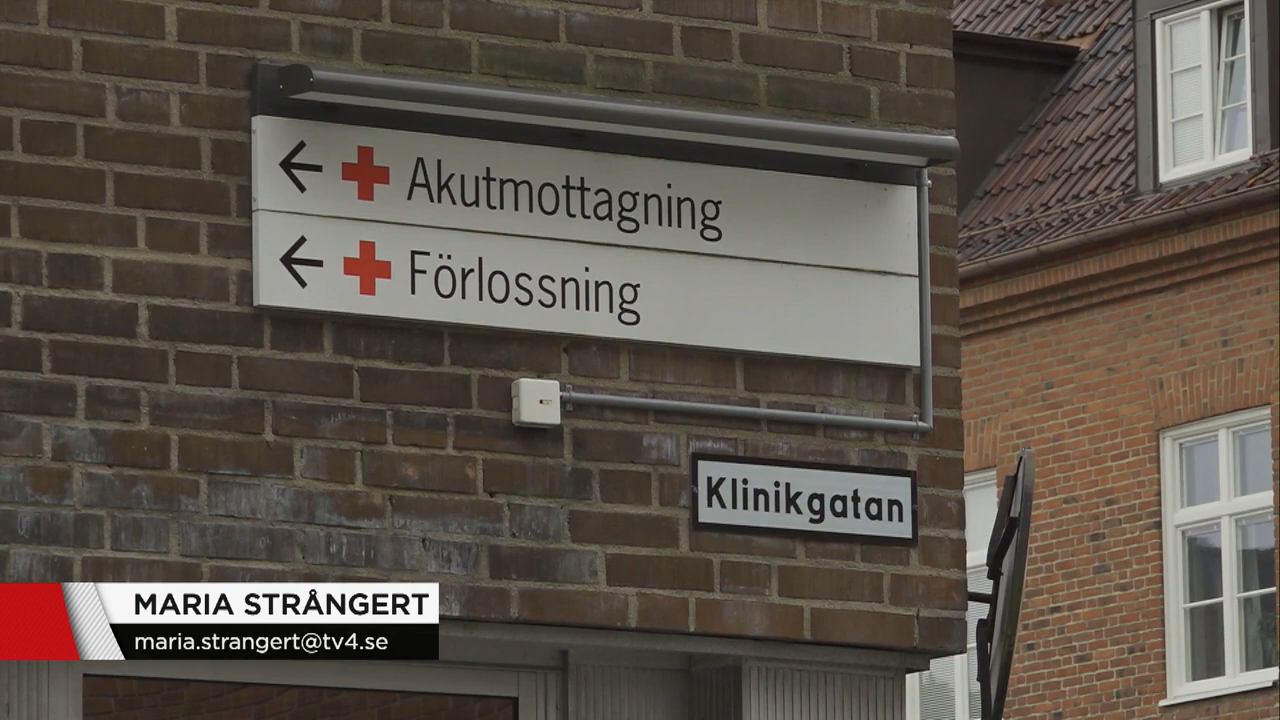 ← Akutmottagning
← Förlossning
Klinikgatan
MARIA STRÅNGERT
maria.strangert@tv4.se